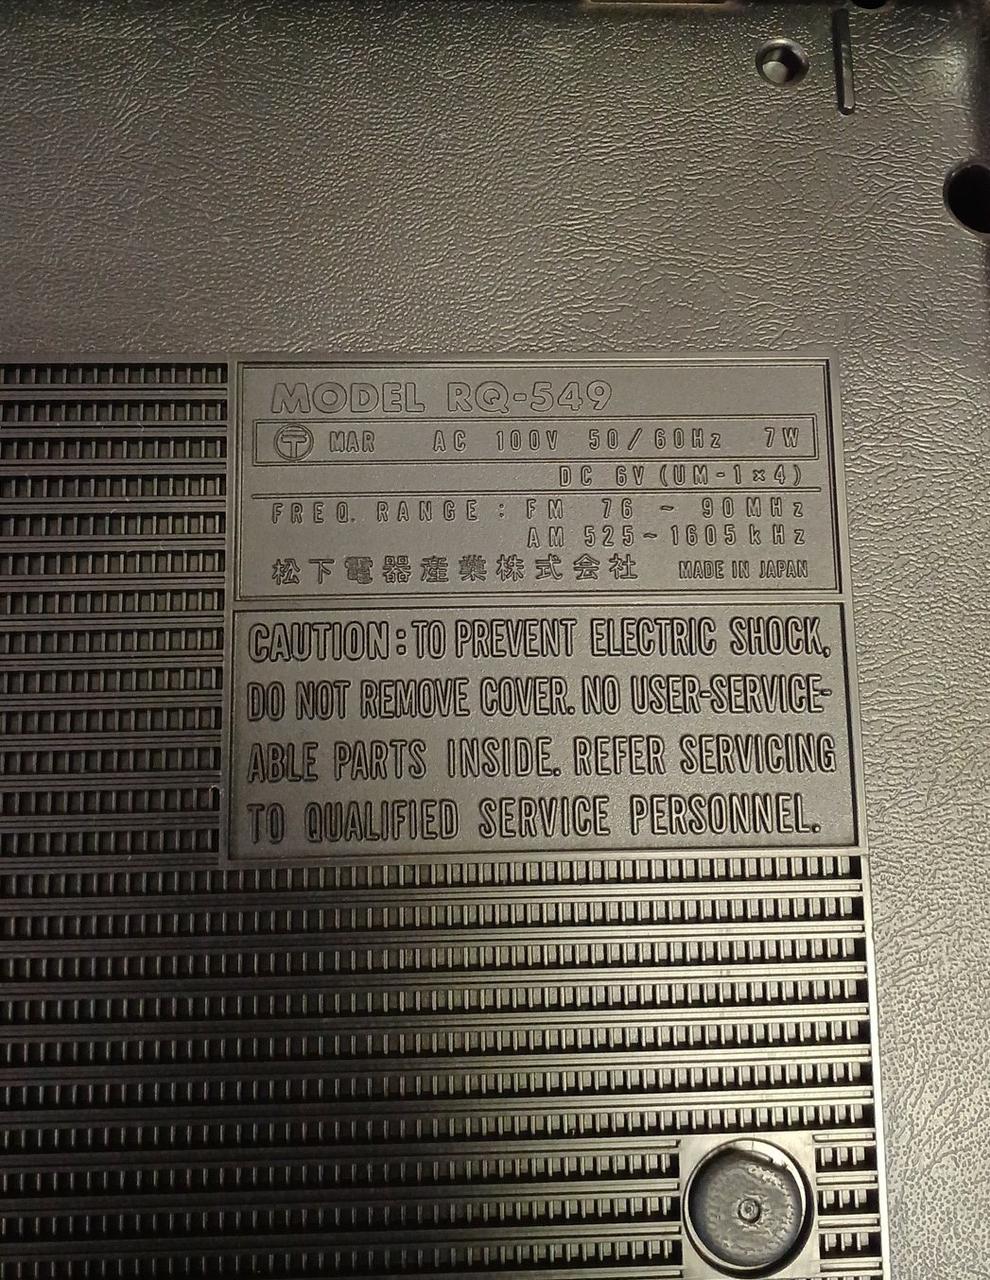 MODEL RQ-549
T MAR AC 100V 50/60Hz 7W
DC 6V (UM-1×4)
FREQ. RANGE: FM 76 ~ 90MHz
AM 525~1605kHz
松下電器産業株式会社 MADE IN JAPAN
CAUTION: TO PREVENT ELECTRIC SHOCK,
DO NOT REMOVE COVER. NO USER-SERVICE-
ABLE PARTS INSIDE. REFER SERVICING
TO QUALIFIED SERVICE PERSONNEL.